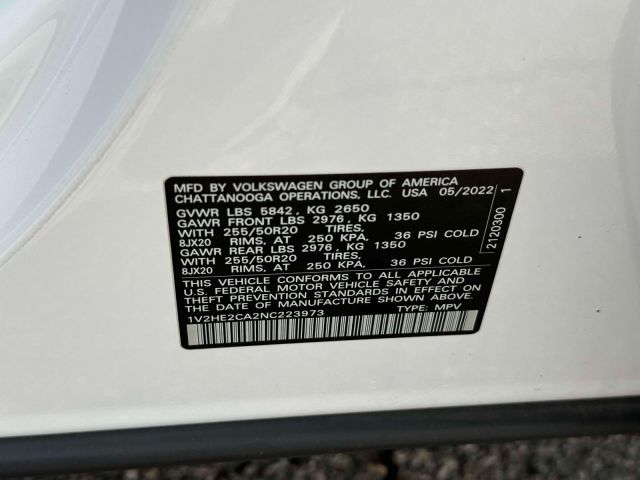 MFD BY VOLKSWAGEN GROUP OF AMERICA
CHATTANOOGA OPERATIONS, LLC. USA 05/2022
GVWR LBS 5842, KG 2650
GAWR FRONT LBS 2976, KG 1350
WITH 255/50R20 TIRES,
8JX20 RIMS, AT 250 KPA, 36 PSI COLD
GAWR REAR LBS 2976, KG 1350
WITH 255/50R20 TIRES,
8JX20 RIMS, AT 250 KPA, 36 PSI COLD
THIS VEHICLE CONFORMS TO ALL APPLICABLE
U.S. FEDERAL MOTOR VEHICLE SAFETY AND
THEFT PREVENTION STANDARDS IN EFFECT ON
THE DATE OF MANUFACTURE SHOWN ABOVE.
1V2HE2CA2NC223973 TYPE: MPV
2120300 1